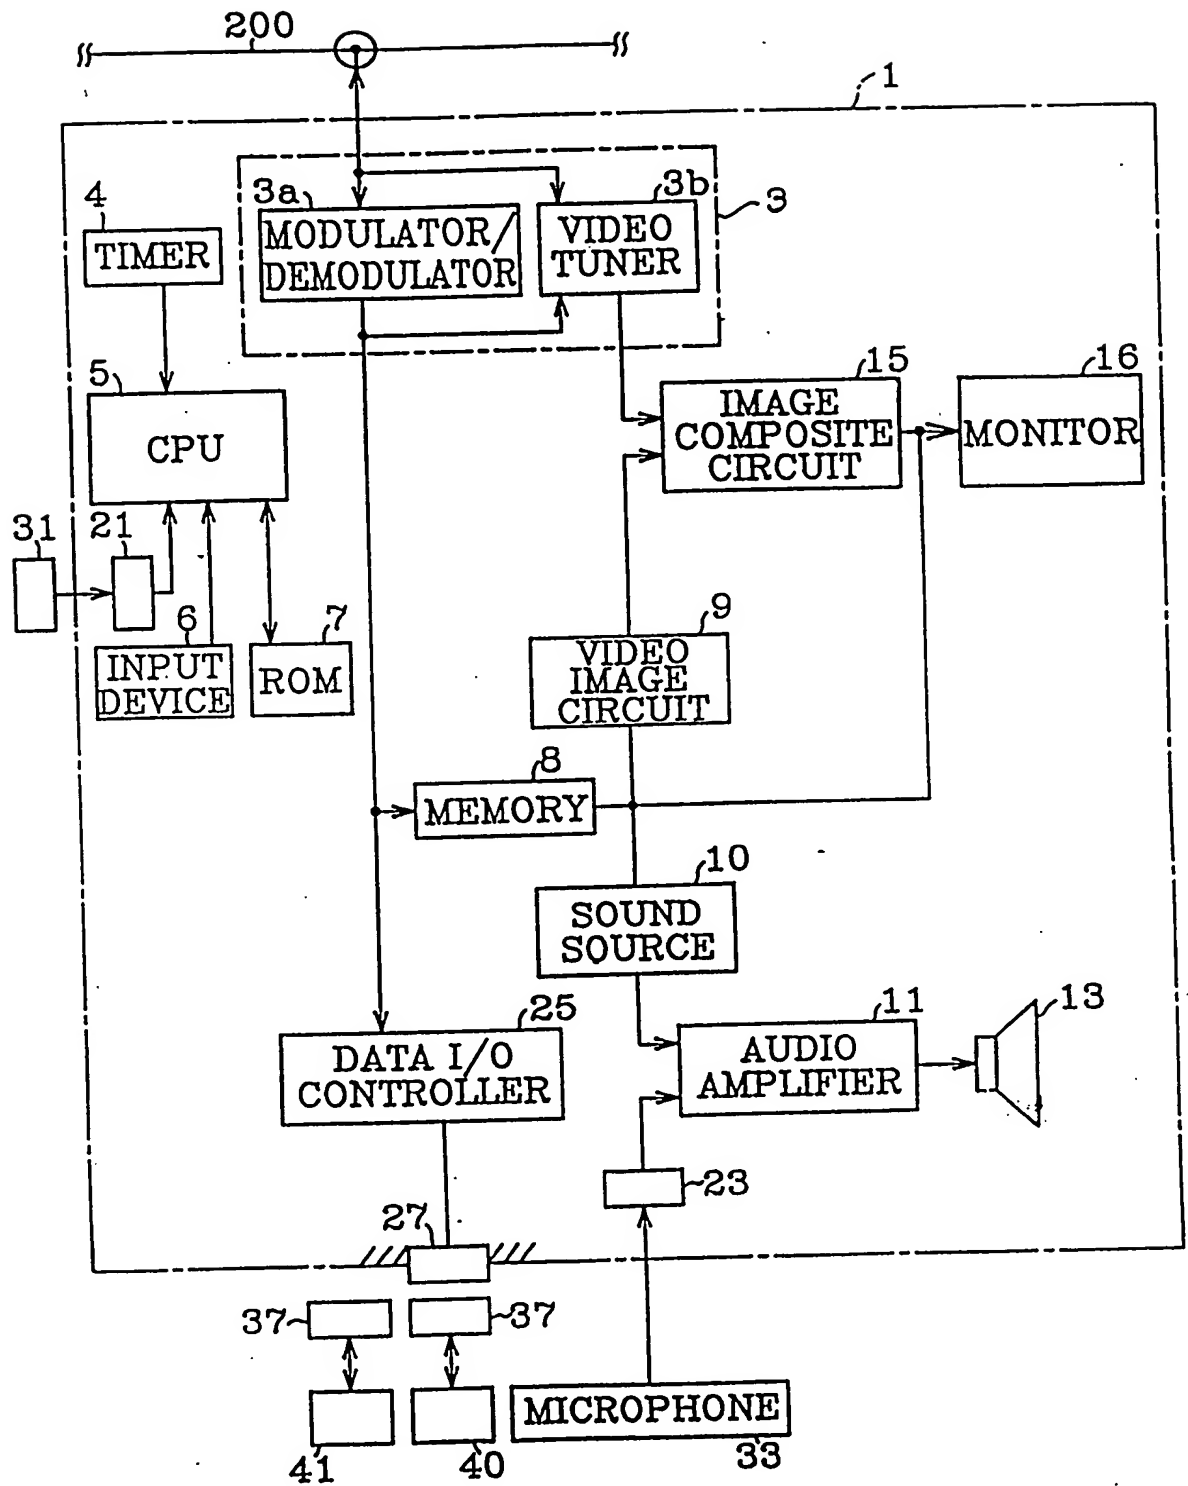 200
1
3a
MODULATOR/
DEMODULATOR
3b
VIDEO
TUNER
3
4
TIMER
5
CPU
15
IMAGE
COMPOSITE
CIRCUIT
16
MONITOR
31
21
6
INPUT
DEVICE
7
ROM
9
VIDEO
IMAGE
CIRCUIT
8
MEMORY
10
SOUND
SOURCE
25
DATA I/O
CONTROLLER
11
AUDIO
AMPLIFIER
13
23
27
37
37
41
40
MICROPHONE
33